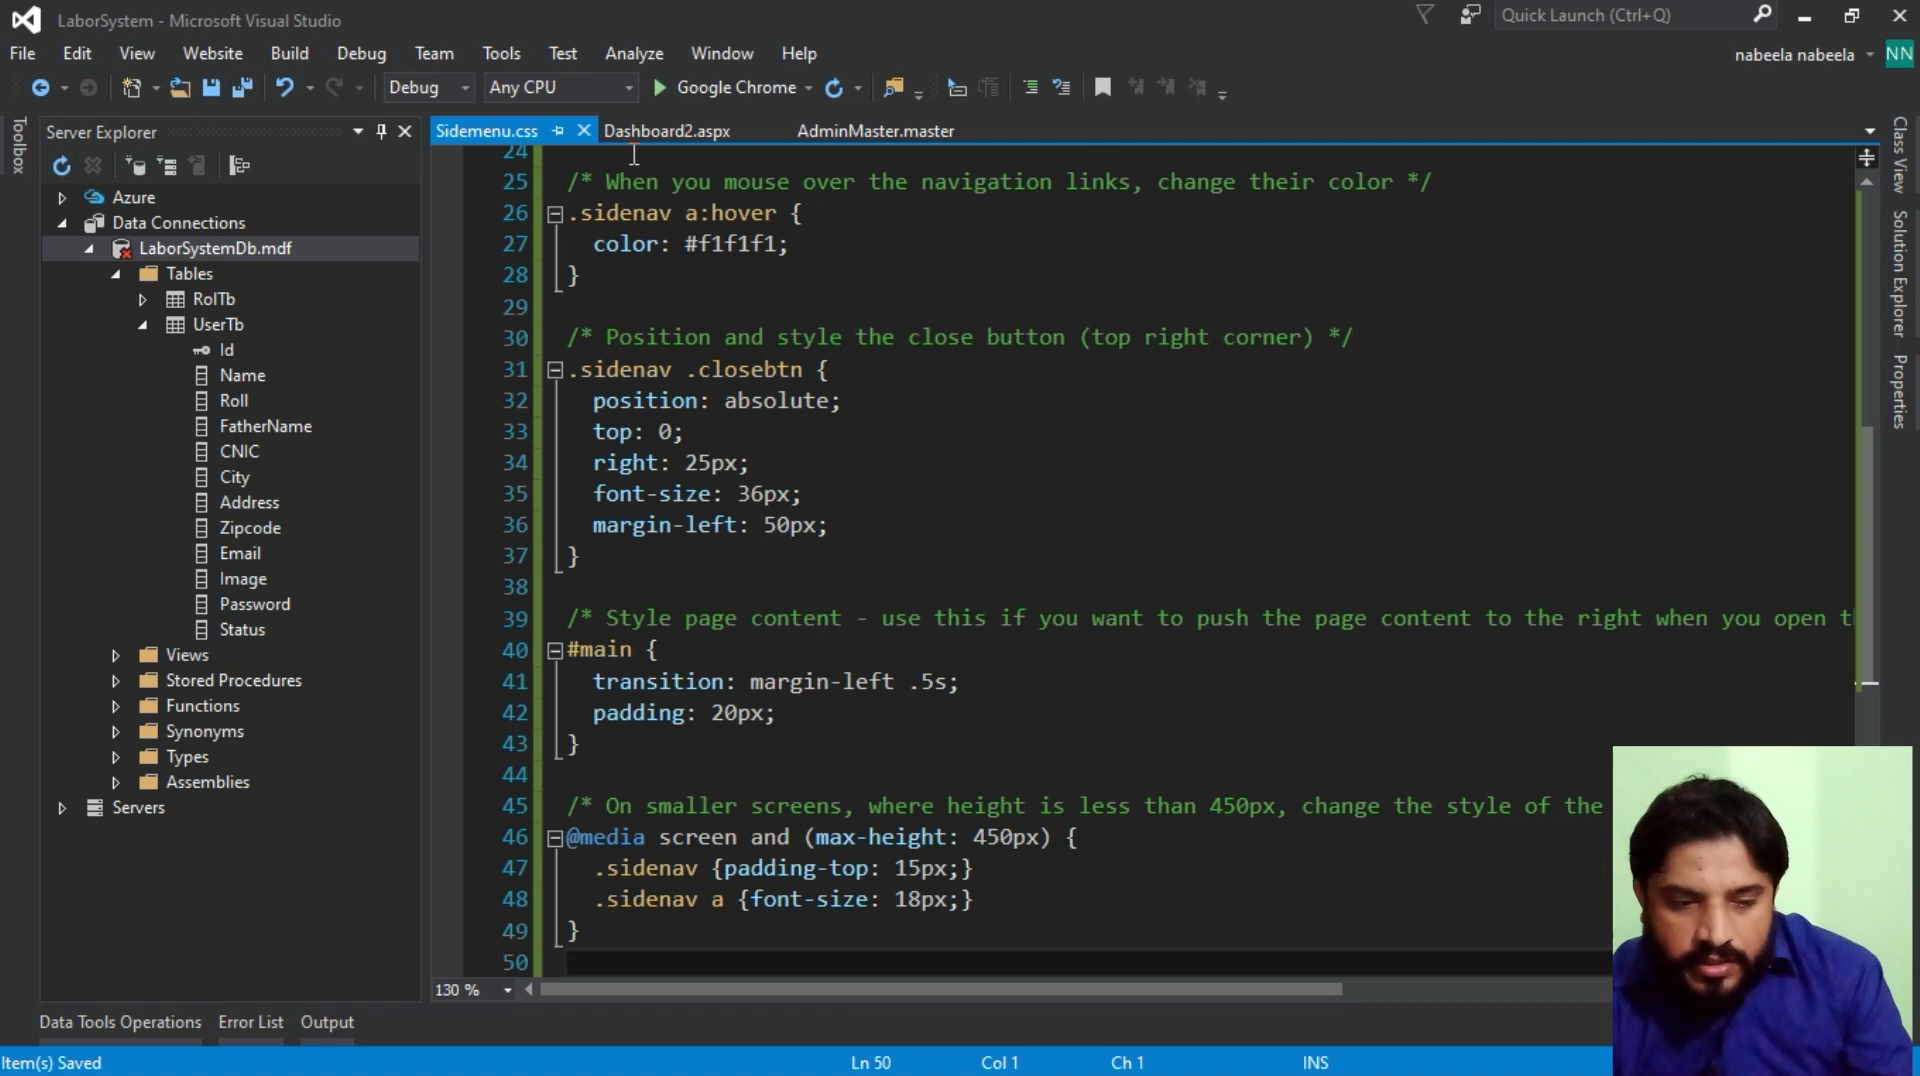 LaborSystem - Microsoft Visual Studio
Quick Launch (Ctrl+Q)
File Edit View Website Build Debug Team Tools Test Analyze Window Help
nabeela nabeela NN
Debug Any CPU Google Chrome
Toolbox
Server Explorer
Azure
Data Connections
LaborSystemDb.mdf
Tables
RolTb
UserTb
Id
Name
Roll
FatherName
CNIC
City
Address
Zipcode
Email
Image
Password
Status
Views
Stored Procedures
Functions
Synonyms
Types
Assemblies
Servers
Sidemenu.css Dashboard2.aspx AdminMaster.master
24
25 /* When you mouse over the navigation links, change their color */
26 .sidenav a:hover {
27 color: #f1f1f1;
28 }
29
30 /* Position and style the close button (top right corner) */
31 .sidenav .closebtn {
32 position: absolute;
33 top: 0;
34 right: 25px;
35 font-size: 36px;
36 margin-left: 50px;
37 }
38
39 /* Style page content - use this if you want to push the page content to the right when you open
40 #main {
41 transition: margin-left .5s;
42 padding: 20px;
43 }
44
45 /* On smaller screens, where height is less than 450px, change the style of the
46 @media screen and (max-height: 450px) {
47 .sidenav {padding-top: 15px;}
48 .sidenav a {font-size: 18px;}
49 }
50
130 %
Class View
Solution Explorer
Properties
Data Tools Operations Error List Output
Item(s) Saved Ln 50 Col 1 Ch 1 INS